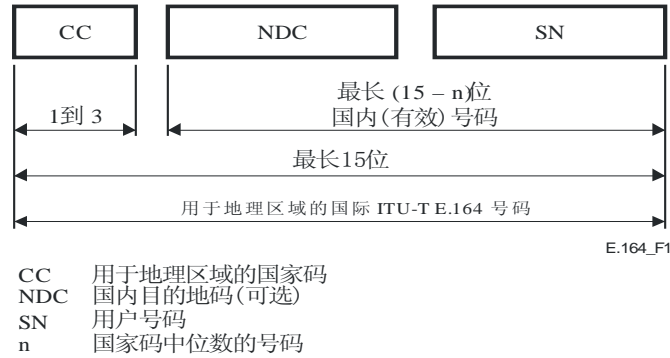 CC NDC SN
最长 (15 – n)位
1到 3 国内(有效)号码
最长15位
用于地理区域的国际 ITU-T E.164 号码
E.164_F1
CC 用于地理区域的国家码
NDC 国内目的地码(可选)
SN 用户号码
n 国家码中位数的号码